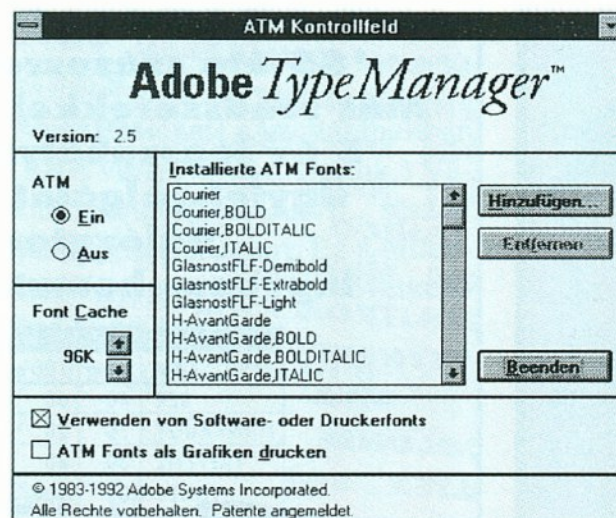 ATM Kontrollfeld
Adobe Type Manager™
Version: 2.5
ATM
Ein
Aus
Font Cache
96K
Installierte ATM Fonts:
Courier
Courier,BOLD
Courier,BOLDITALIC
Courier,ITALIC
GlasnostFLF-Demibold
GlasnostFLF-Extrabold
GlasnostFLF-Light
H-AvantGarde
H-AvantGarde,BOLD
H-AvantGarde,BOLDITALIC
H-AvantGarde,ITALIC
Hinzufügen...
Entfernen
Beenden
Verwenden von Software- oder Druckerfonts
ATM Fonts als Grafiken drucken
© 1983-1992 Adobe Systems Incorporated.
Alle Rechte vorbehalten. Patente angemeldet.